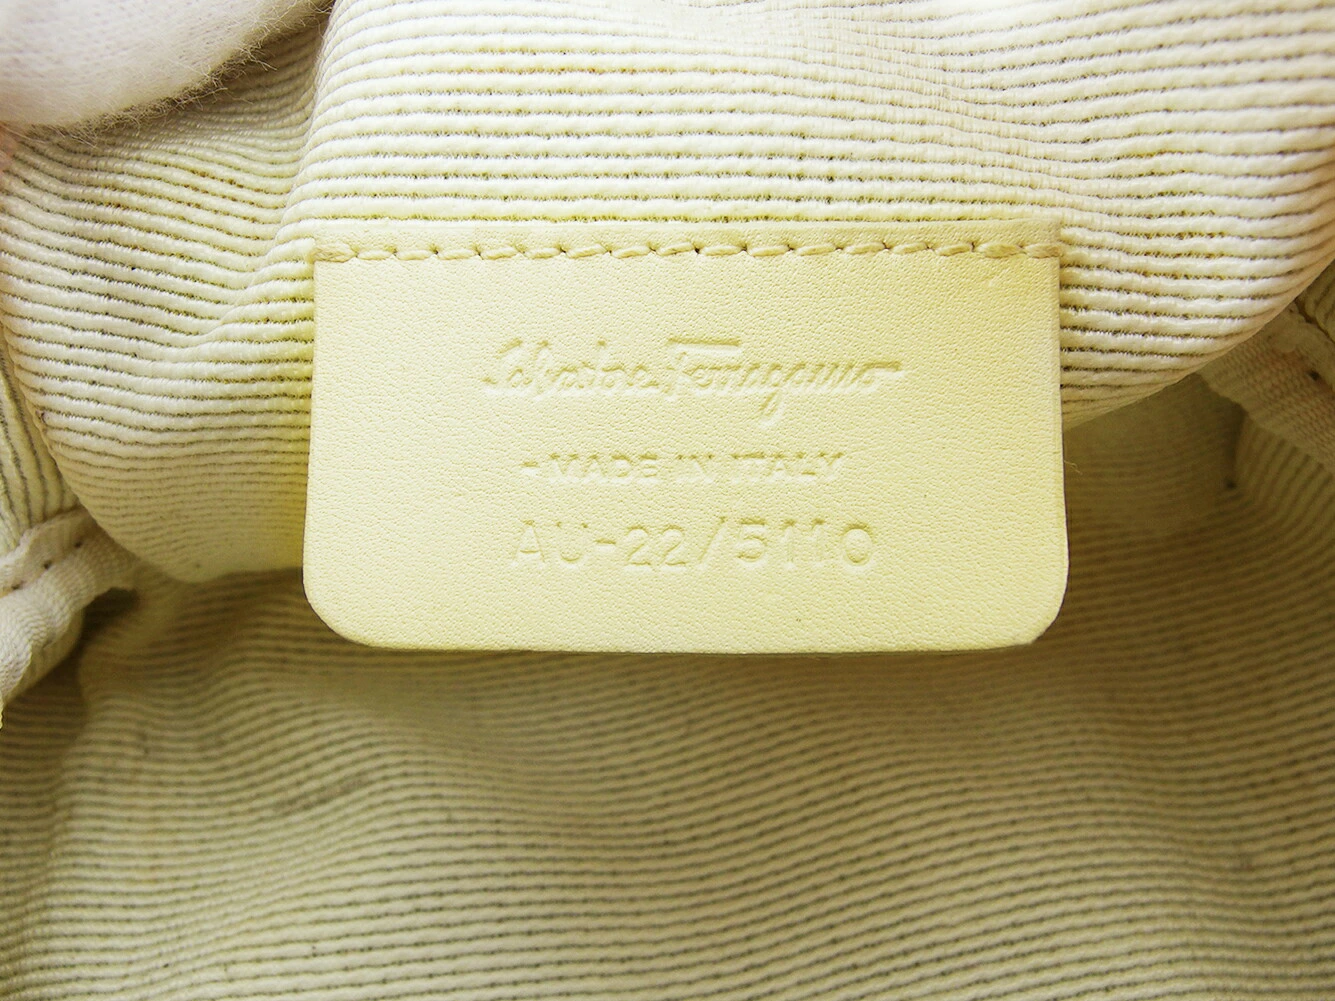 Salvatore Ferragamo
-MADE IN ITALY
AU-22/5110